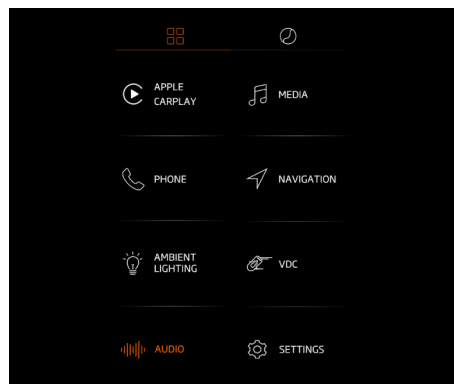 APPLE
CARPLAY
MEDIA
PHONE
NAVIGATION
AMBIENT
LIGHTING
VDC
AUDIO
SETTINGS